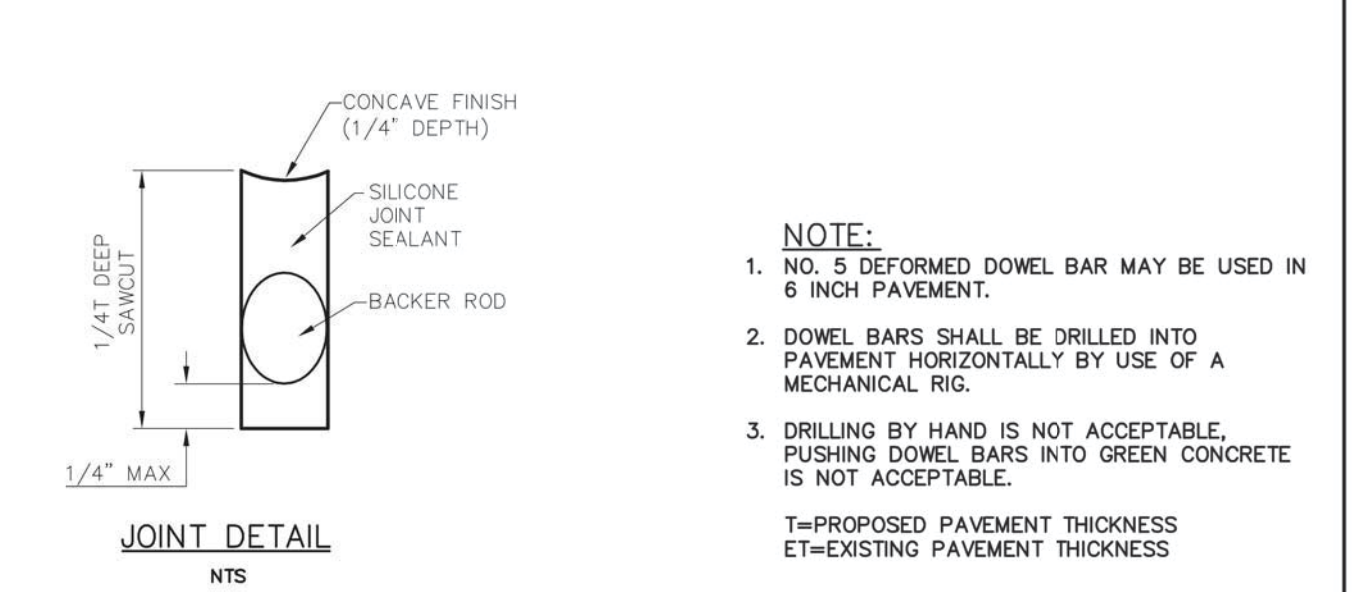 CONCAVE FINISH
(1/4" DEPTH)
SILICONE
JOINT
SEALANT
1/4T DEEP
SAWCUT
BACKER ROD
1/4" MAX
JOINT DETAIL
NTS
NOTE:
1. NO. 5 DEFORMED DOWEL BAR MAY BE USED IN
6 INCH PAVEMENT.
2. DOWEL BARS SHALL BE DRILLED INTO
PAVEMENT HORIZONTALLY BY USE OF A
MECHANICAL RIG.
3. DRILLING BY HAND IS NOT ACCEPTABLE,
PUSHING DOWEL BARS INTO GREEN CONCRETE
IS NOT ACCEPTABLE.
T=PROPOSED PAVEMENT THICKNESS
ET=EXISTING PAVEMENT THICKNESS